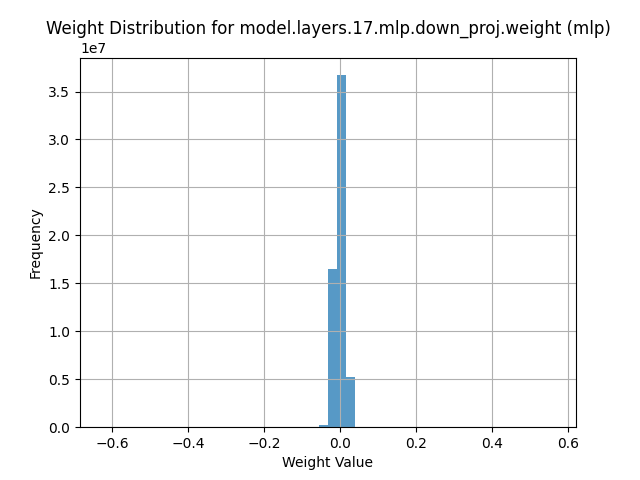 Weight Distribution for model.layers.17.mlp.down_proj.weight (mlp)
1e7
3.5
3.0
2.5
2.0
1.5
1.0
0.5
0.0
Frequency
−0.6 −0.4 −0.2 0.0 0.2 0.4 0.6
Weight Value